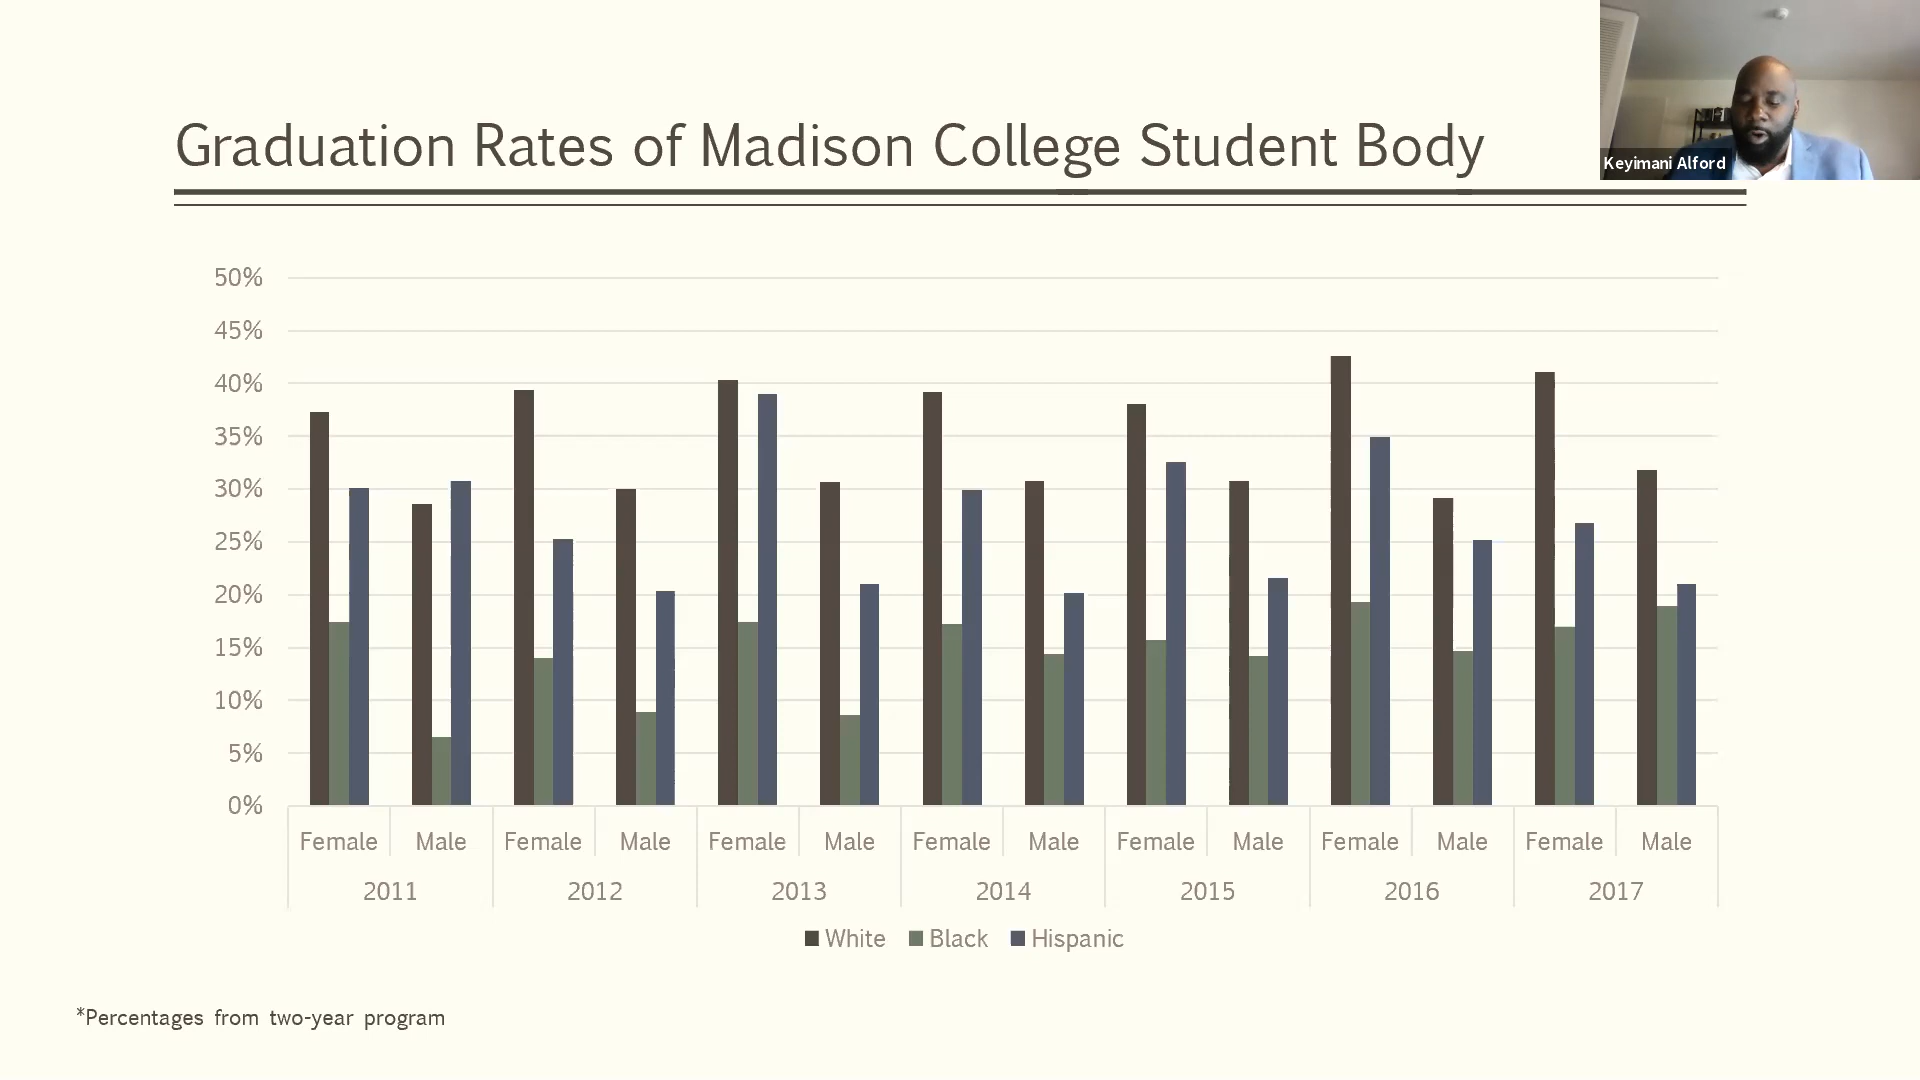 Graduation Rates of Madison College Student Body
Keyimani Alford
50%
45%
40%
35%
30%
25%
20%
15%
10%
5%
0%
Female Male Female Male Female Male Female Male Female Male Female Male Female Male
2011 2012 2013 2014 2015 2016 2017
White Black Hispanic
*Percentages from two-year program